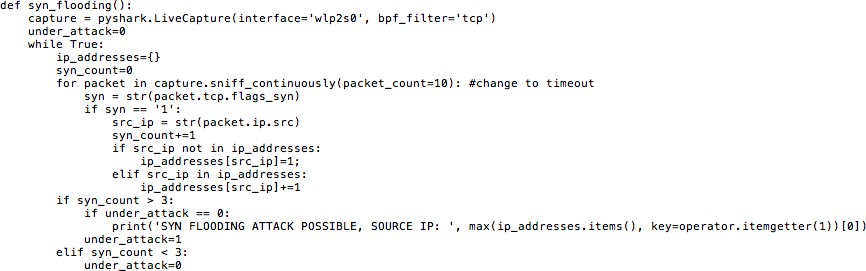 def syn_flooding():
    capture = pyshark.LiveCapture(interface='wlp2s0', bpf_filter='tcp')
    under_attack=0
    while True:
        ip_addresses={}
        syn_count=0
        for packet in capture.sniff_continuously(packet_count=10): #change to timeout
            syn = str(packet.tcp.flags_syn)
            if syn == '1':
                src_ip = str(packet.ip.src)
                syn_count+=1
                if src_ip not in ip_addresses:
                    ip_addresses[src_ip]=1;
                elif src_ip in ip_addresses:
                    ip_addresses[src_ip]+=1
        if syn_count > 3:
            if under_attack == 0:
                print('SYN FLOODING ATTACK POSSIBLE, SOURCE IP: ', max(ip_addresses.items(), key=operator.itemgetter(1))[0])
            under_attack=1
        elif syn_count < 3:
            under_attack=0